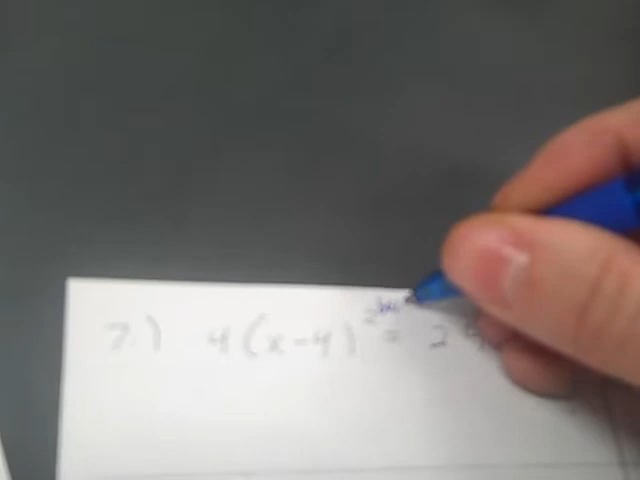 7.) 4(x-4)² = 2